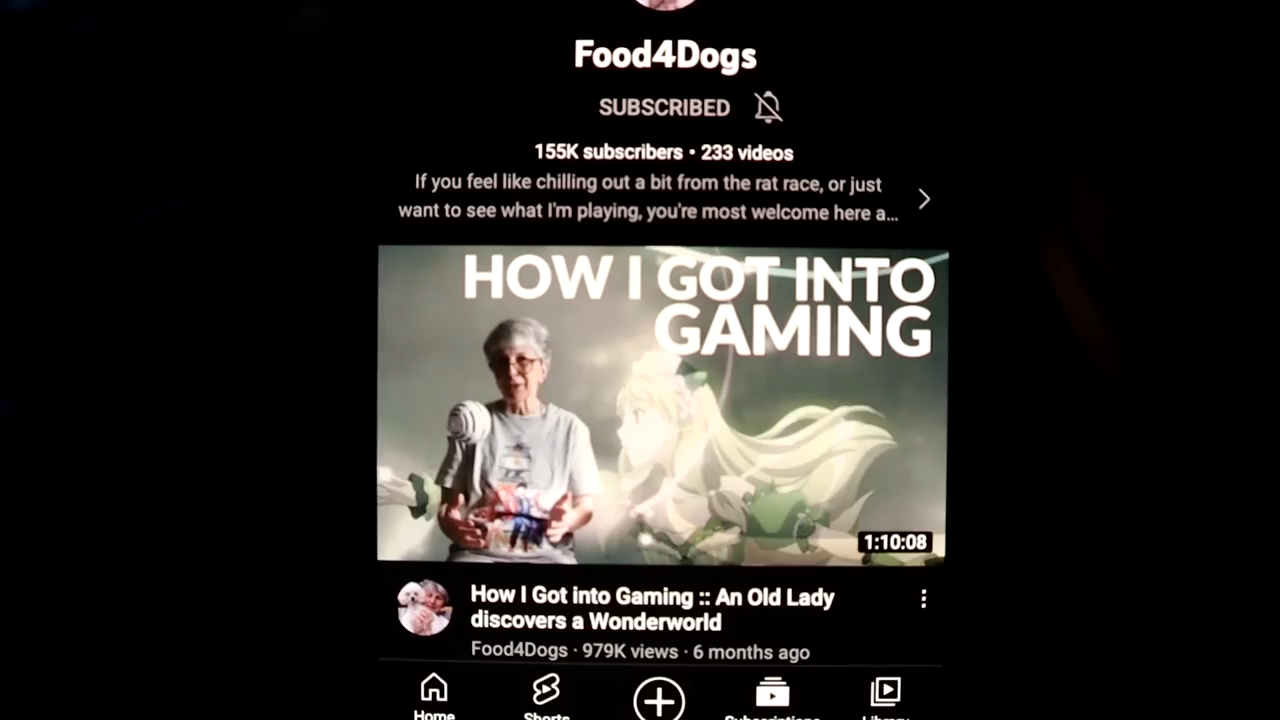 Food4Dogs
SUBSCRIBED
155K subscribers • 233 videos
If you feel like chilling out a bit from the rat race, or just
want to see what I'm playing, you're most welcome here a...
HOW I GOT INTO
GAMING
1:10:08
How I Got into Gaming :: An Old Lady
discovers a Wonderworld
Food4Dogs · 979K views · 6 months ago
Home Shorts Subscriptions Library